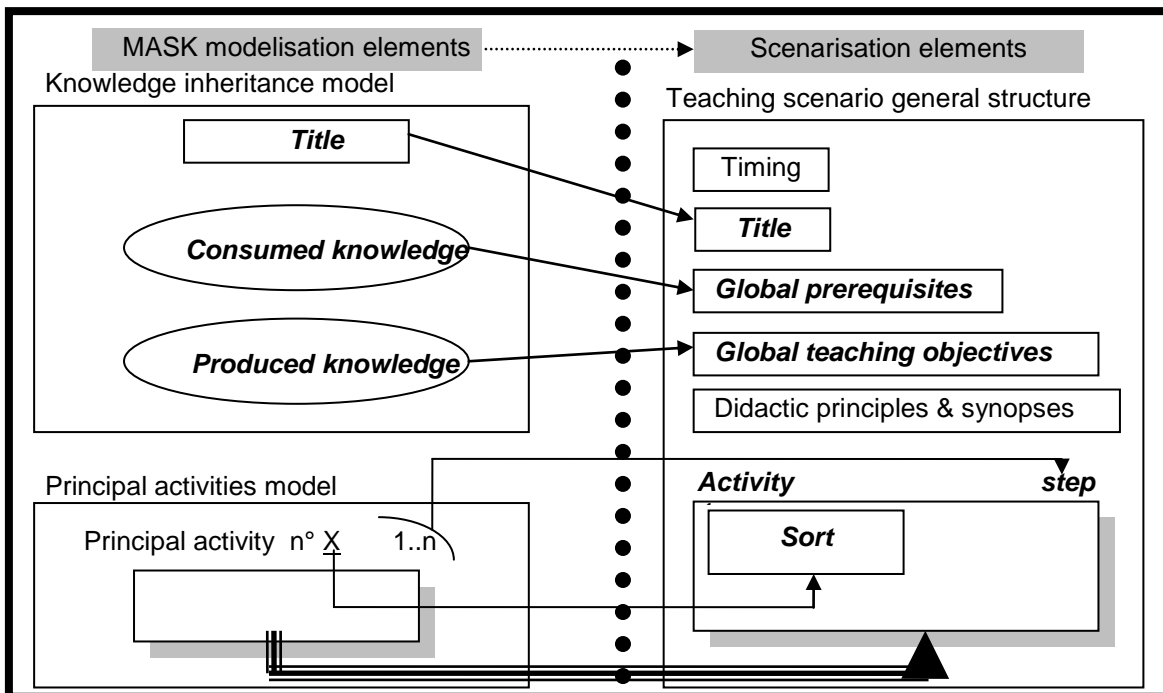 MASK modelisation elements
Scenarisation elements
Knowledge inheritance model
Title
Consumed knowledge
Produced knowledge
Teaching scenario general structure
Timing
Title
Global prerequisites
Global teaching objectives
Didactic principles & synopses
Principal activities model
Principal activity n° X 1..n
Activity step
Sort